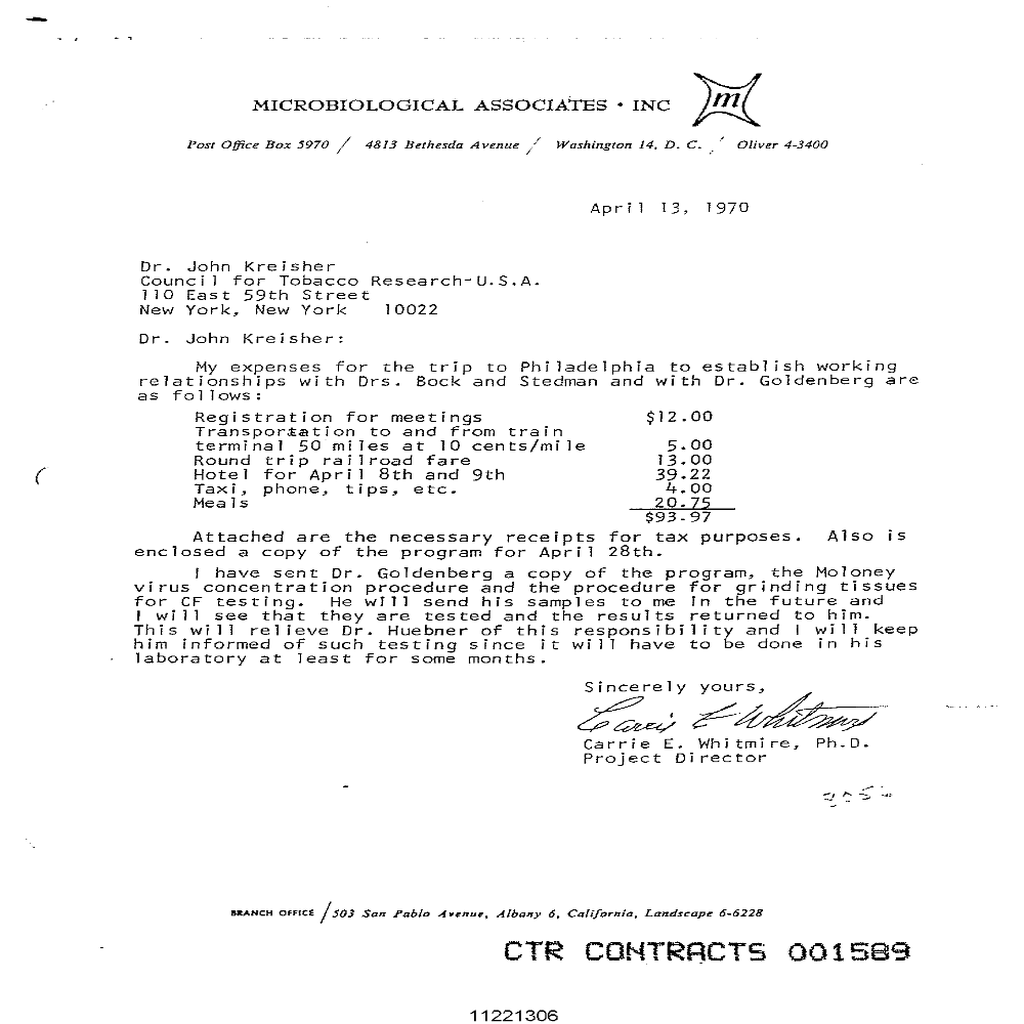 MICROBIOLOGICAL ASSOCIATES • INC m
Post Office Box 5970 / 4813 Bethesda Avenue / Washington 14, D. C. / Oliver 4-3400
April 13, 1970
Dr. John Kreisher
Council for Tobacco Research-U.S.A.
110 East 59th Street
New York, New York 10022
Dr. John Kreisher:
My expenses for the trip to Philadelphia to establish working
relationships with Drs. Bock and Stedman and with Dr. Goldenberg are
as follows:
Registration for meetings $12.00
Transportation to and from train
terminal 50 miles at 10 cents/mile 5.00
Round trip railroad fare 13.00
Hotel for April 8th and 9th 39.22
Taxi, phone, tips, etc. 4.00
Meals 20.75
$93.97
Attached are the necessary receipts for tax purposes. Also is
enclosed a copy of the program for April 28th.
I have sent Dr. Goldenberg a copy of the program, the Moloney
virus concentration procedure and the procedure for grinding tissues
for CF testing. He will send his samples to me in the future and
I will see that they are tested and the results returned to him.
This will relieve Dr. Huebner of this responsibility and I will keep
him informed of such testing since it will have to be done in his
laboratory at least for some months.
Sincerely yours,
Carrie E Whitmire
Carrie E. Whitmire, Ph.D.
Project Director
BRANCH OFFICE / 503 San Pablo Avenue, Albany 6, California, Landscape 6-6228
CTR CONTRACTS 001589
11221306